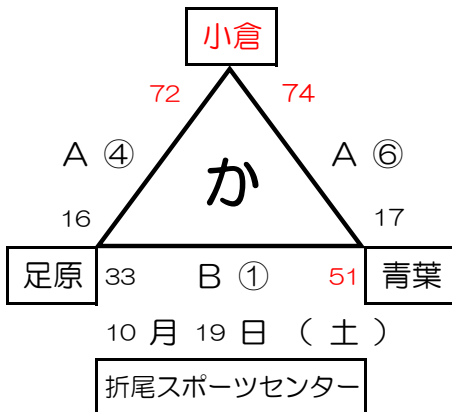 小倉
72 74
A ④ A ⑥
か
16 17
足原 33 B ① 51 青葉
10 月 19 日 ( 土 )
折尾スポーツセンター